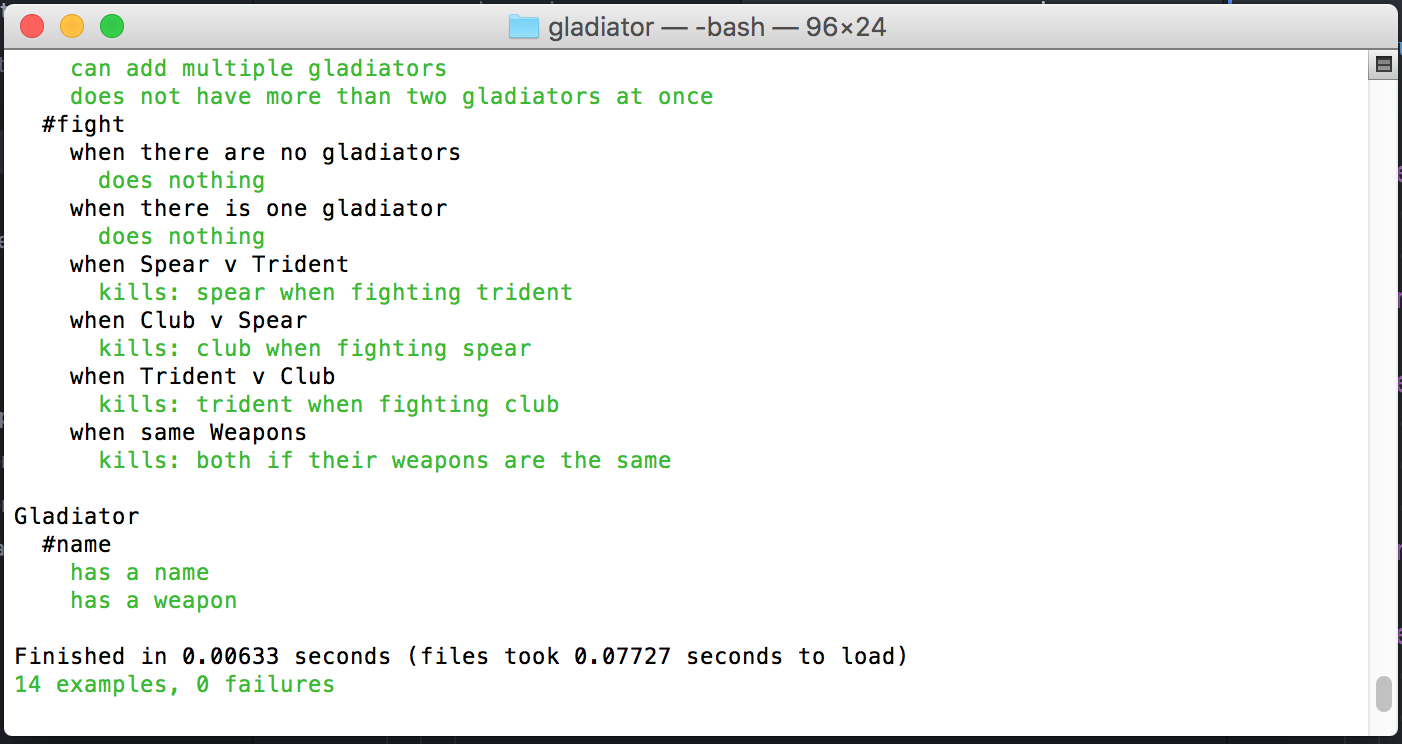 gladiator — -bash — 96×24
can add multiple gladiators
does not have more than two gladiators at once
#fight
when there are no gladiators
does nothing
when there is one gladiator
does nothing
when Spear v Trident
kills: spear when fighting trident
when Club v Spear
kills: club when fighting spear
when Trident v Club
kills: trident when fighting club
when same Weapons
kills: both if their weapons are the same
Gladiator
#name
has a name
has a weapon
Finished in 0.00633 seconds (files took 0.07727 seconds to load)
14 examples, 0 failures